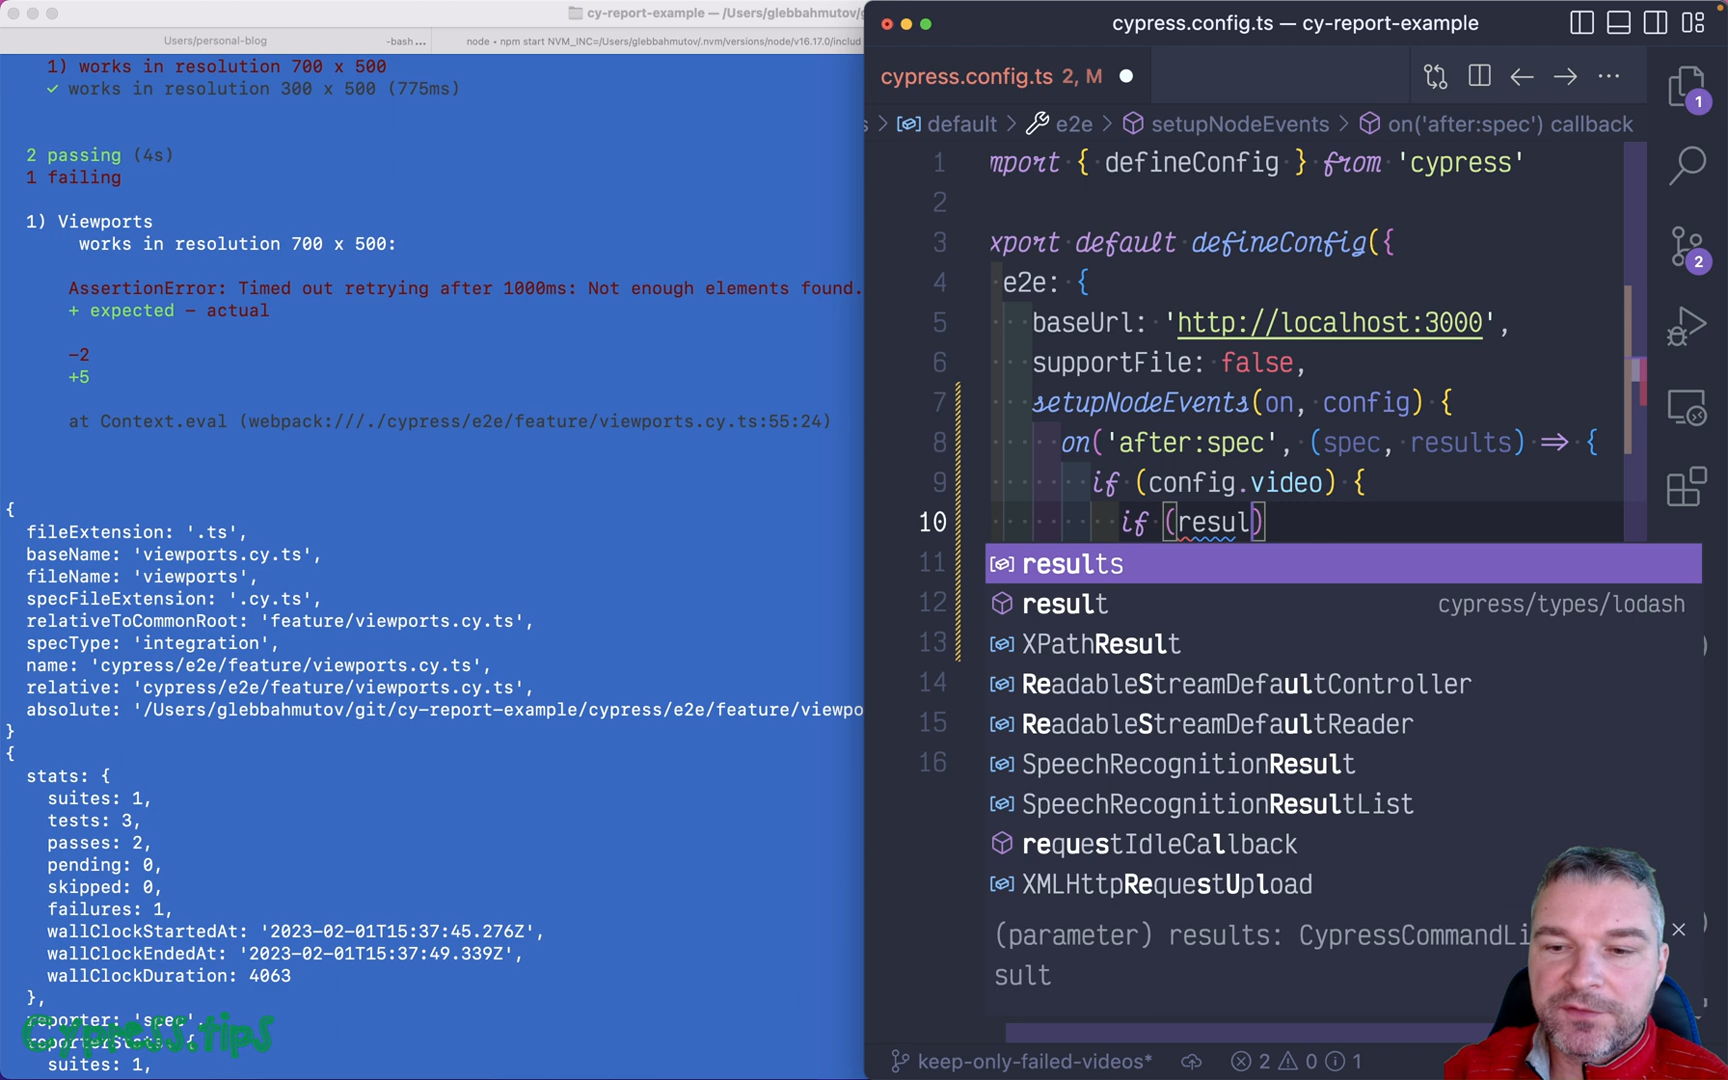 cy-report-example — /Users/glebbahmutov/
Users/personal-blog
-bash ...
node • npm start NVM_INC=/Users/glebbahmutov/.nvm/versions/node/v16.17.0/includ
1) works in resolution 700 x 500
✓ works in resolution 300 x 500 (775ms)
2 passing (4s)
1 failing
1) Viewports
works in resolution 700 x 500:
AssertionError: Timed out retrying after 1000ms: Not enough elements found.
+ expected - actual
-2
+5
at Context.eval (webpack:///./cypress/e2e/feature/viewports.cy.ts:55:24)
{
fileExtension: '.ts',
baseName: 'viewports.cy.ts',
fileName: 'viewports',
specFileExtension: '.cy.ts',
relativeToCommonRoot: 'feature/viewports.cy.ts',
specType: 'integration',
name: 'cypress/e2e/feature/viewports.cy.ts',
relative: 'cypress/e2e/feature/viewports.cy.ts',
absolute: '/Users/glebbahmutov/git/cy-report-example/cypress/e2e/feature/viewpo
}
{
stats: {
suites: 1,
tests: 3,
passes: 2,
pending: 0,
skipped: 0,
failures: 1,
wallClockStartedAt: '2023-02-01T15:37:45.276Z',
wallClockEndedAt: '2023-02-01T15:37:49.339Z',
wallClockDuration: 4063
},
reporter: 'spec',
reporterStats: {
suites: 1,
Cypress.tips
cypress.config.ts — cy-report-example
cypress.config.ts 2, M
s > default > e2e > setupNodeEvents > on('after:spec') callback
1 mport { defineConfig } from 'cypress'
2
3 xport default defineConfig({
4 e2e: {
5 baseUrl: 'http://localhost:3000',
6 supportFile: false,
7 setupNodeEvents(on, config) {
8 on('after:spec', (spec, results) => {
9 if (config.video) {
10 if (resul)
11
12
13
14
15
16
results
result cypress/types/lodash
XPathResult
ReadableStreamDefaultController
ReadableStreamDefaultReader
SpeechRecognitionResult
SpeechRecognitionResultList
requestIdleCallback
XMLHttpRequestUpload
(parameter) results: CypressCommandLi
sult
keep-only-failed-videos* 2 0 1
1
2